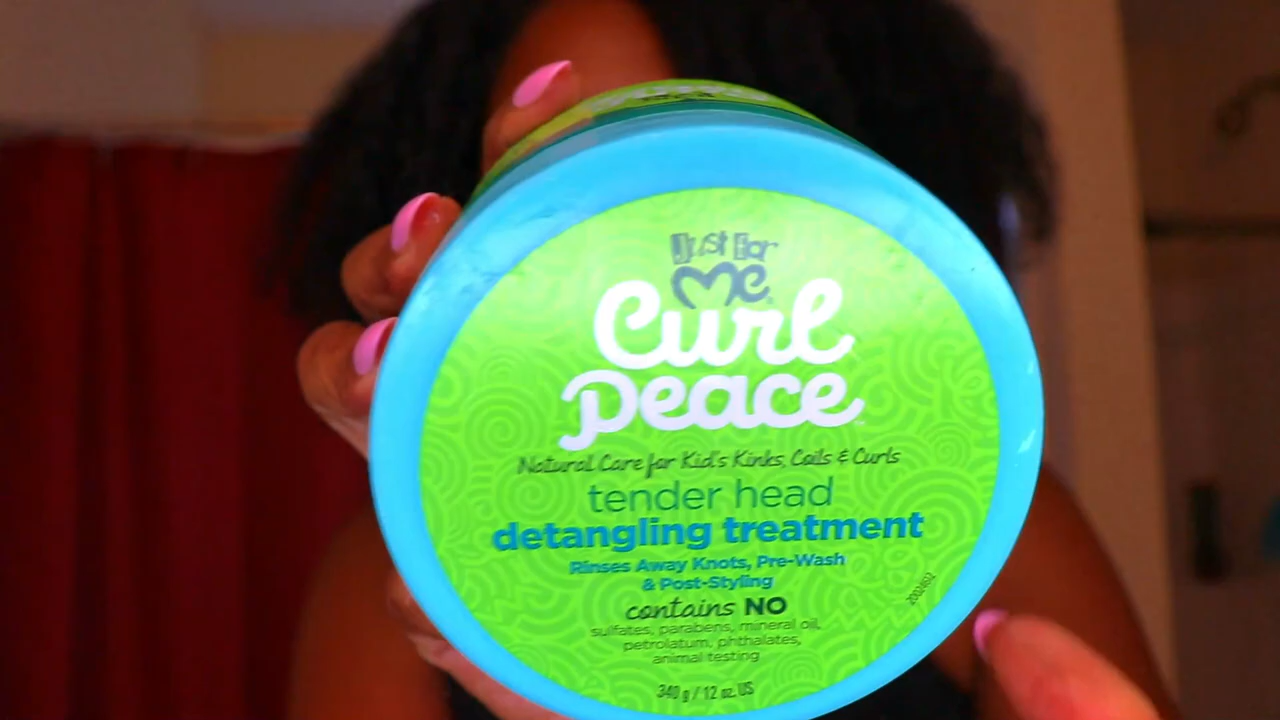 Just For
Me
Curl
Peace
Natural Care for Kid's Kinks, Coils & Curls
tender head
detangling treatment
Rinses Away Knots, Pre-Wash
& Post-Styling
contains NO
sulfates, parabens, mineral oil,
petrolatum, phthalates,
animal testing
340 g / 12 oz. US